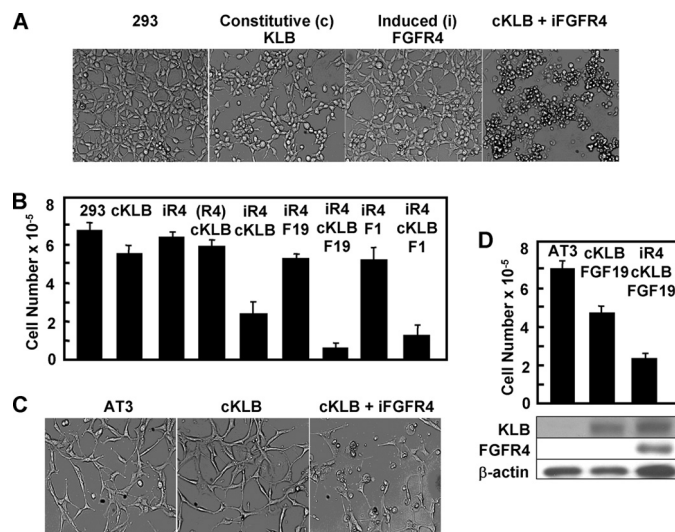 A
293
Constitutive (c)
KLB
Induced (i)
FGFR4
cKLB + iFGFR4
B
Cell Number x 10-5
8
6
4
2
0
293
cKLB
iR4
(R4)
cKLB
iR4
cKLB
iR4
F19
iR4
cKLB
F19
iR4
F1
iR4
cKLB
F1
C
AT3
cKLB
cKLB + iFGFR4
D
Cell Number x 10-5
8
6
4
2
AT3
cKLB
FGF19
iR4
cKLB
FGF19
KLB
FGFR4
β-actin